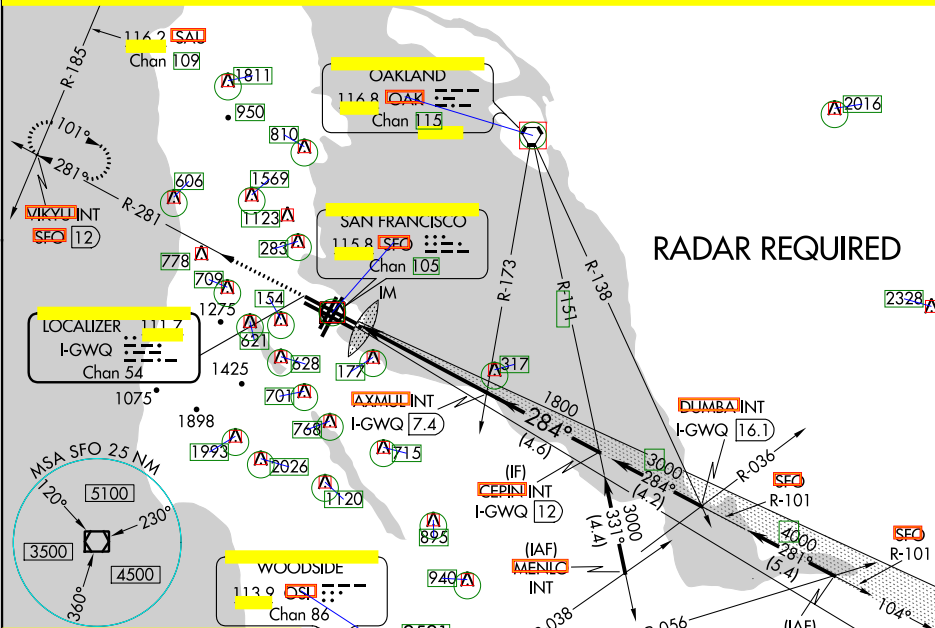 116.2 SAU
Chan 109
R-185
1811
950
OAKLAND
116.8 OAK
Chan 115
2016
101°
810
281°
606
1569
R-281
VIKYU INT
SFO 12
1123
SAN FRANCISCO
115.8 SFO
Chan 105
283
778
709
RADAR REQUIRED
R-173
R-151
R-138
2328
IM
154
1275
LOCALIZER 111.7
I-GWQ
Chan 54
621
628
177
317
1425
1075
701
AXMUL INT
I-GWQ 7.4
1800
284°
(4.6)
DUMBA INT
I-GWQ 16.1
1898
768
1993
715
2026
1120
MSA SFO 25 NM
120°
5100
230°
3500
4500
360°
(IF)
CEPIN INT
I-GWQ 12
3000
284°
(4.2)
R-036
SFO
R-101
3000
331°
(4.4)
4000
281°
(5.4)
SFO
R-101
895
(IAF)
MENLO
INT
940
WOODSIDE
113.9 OSI
Chan 86
R-038
R-056
(IAF)
104°